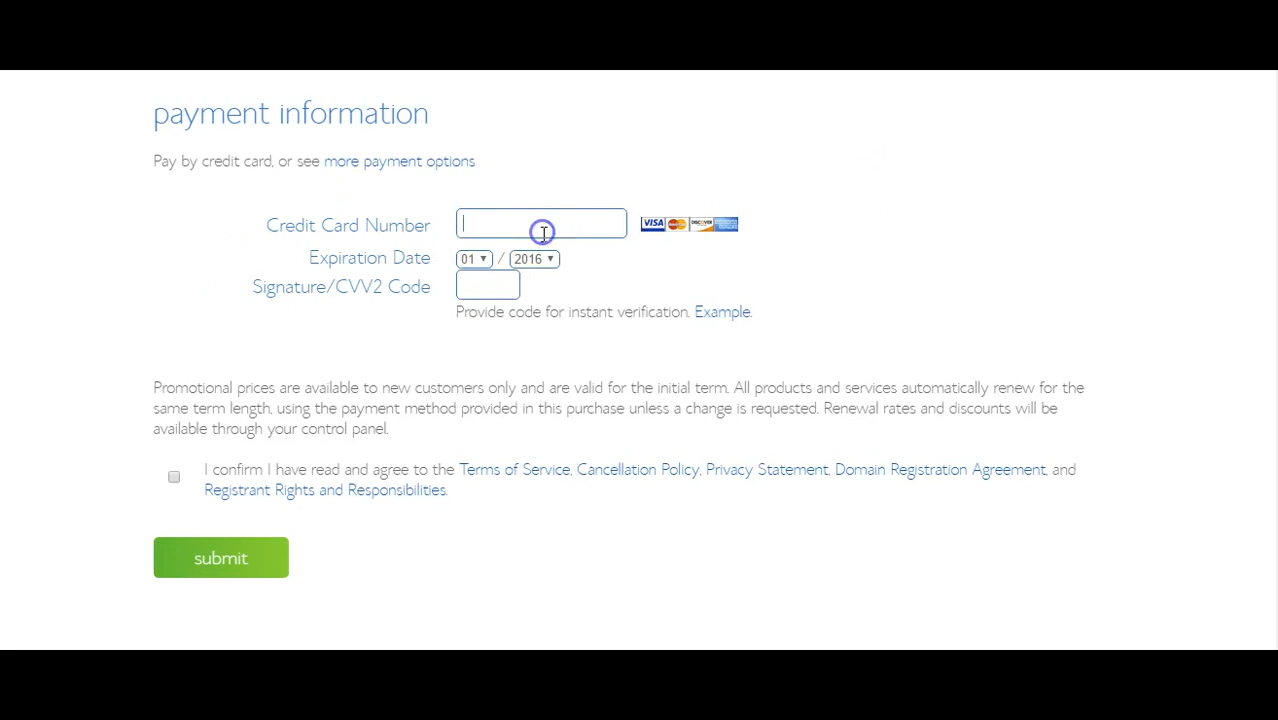 payment information
Pay by credit card, or see more payment options
Credit Card Number
VISA MasterCard DISCOVER
Expiration Date 01 / 2016
Signature/CVV2 Code
Provide code for instant verification. Example.
Promotional prices are available to new customers only and are valid for the initial term. All products and services automatically renew for the
same term length, using the payment method provided in this purchase unless a change is requested. Renewal rates and discounts will be
available through your control panel.
I confirm I have read and agree to the Terms of Service, Cancellation Policy, Privacy Statement, Domain Registration Agreement, and
Registrant Rights and Responsibilities.
submit